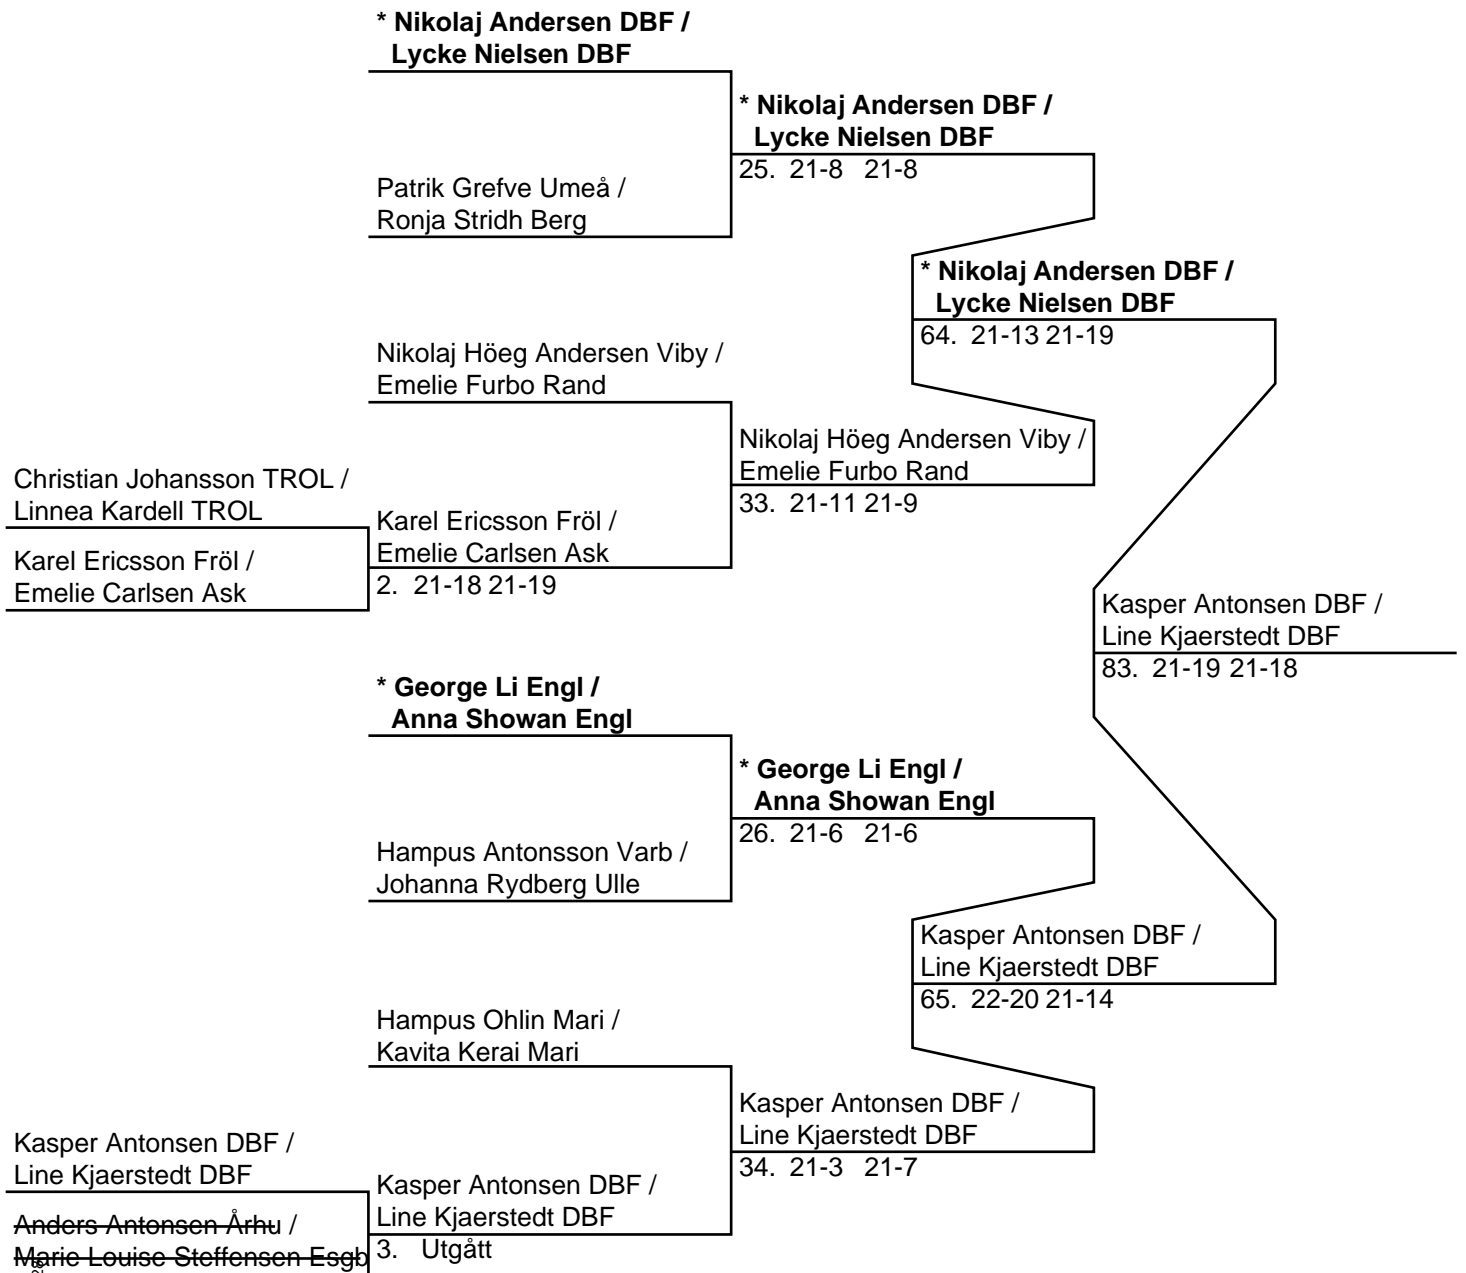 * Nikolaj Andersen DBF /
Lycke Nielsen DBF
* Nikolaj Andersen DBF /
Lycke Nielsen DBF
25. 21-8 21-8
Patrik Grefve Umeå /
Ronja Stridh Berg
* Nikolaj Andersen DBF /
Lycke Nielsen DBF
64. 21-13 21-19
Nikolaj Höeg Andersen Viby /
Emelie Furbo Rand
Nikolaj Höeg Andersen Viby /
Emelie Furbo Rand
33. 21-11 21-9
Christian Johansson TROL /
Linnea Kardell TROL
Karel Ericsson Fröl /
Emelie Carlsen Ask
2. 21-18 21-19
Karel Ericsson Fröl /
Emelie Carlsen Ask
Kasper Antonsen DBF /
Line Kjaerstedt DBF
83. 21-19 21-18
* George Li Engl /
Anna Showan Engl
* George Li Engl /
Anna Showan Engl
26. 21-6 21-6
Hampus Antonsson Varb /
Johanna Rydberg Ulle
Kasper Antonsen DBF /
Line Kjaerstedt DBF
65. 22-20 21-14
Hampus Ohlin Mari /
Kavita Kerai Mari
Kasper Antonsen DBF /
Line Kjaerstedt DBF
34. 21-3 21-7
Kasper Antonsen DBF /
Line Kjaerstedt DBF
Kasper Antonsen DBF /
Line Kjaerstedt DBF
3. Utgått
Anders Antonsen Århu /
Marie Louise Steffensen Esgb